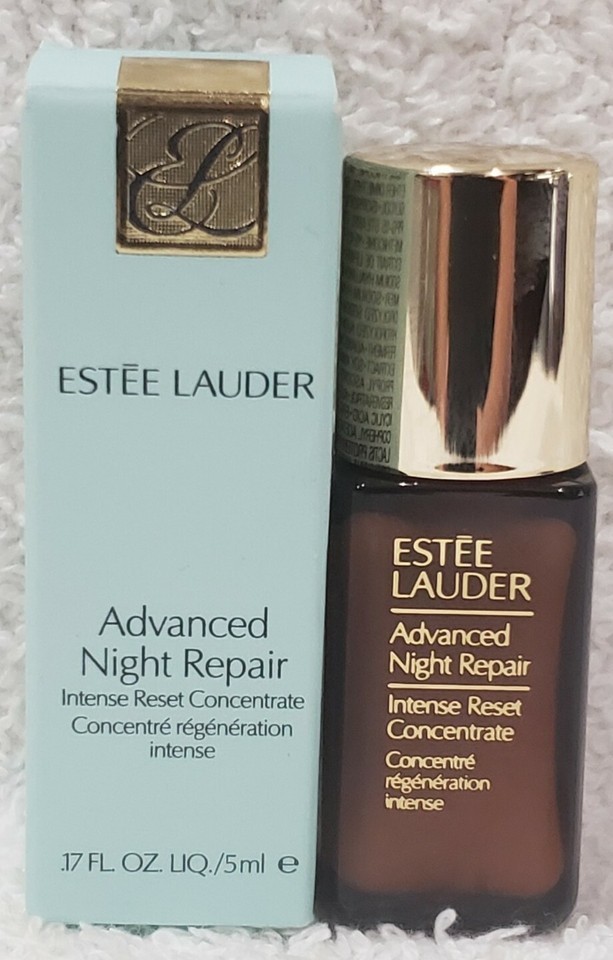 ESTĒE LAUDER
Advanced
Night Repair
Intense Reset Concentrate
Concentré régénération
intense
.17 FL. OZ. LIQ./5ml ℮
ESTĒE
LAUDER
Advanced
Night Repair
Intense Reset
Concentrate
Concentré
régénération
intense